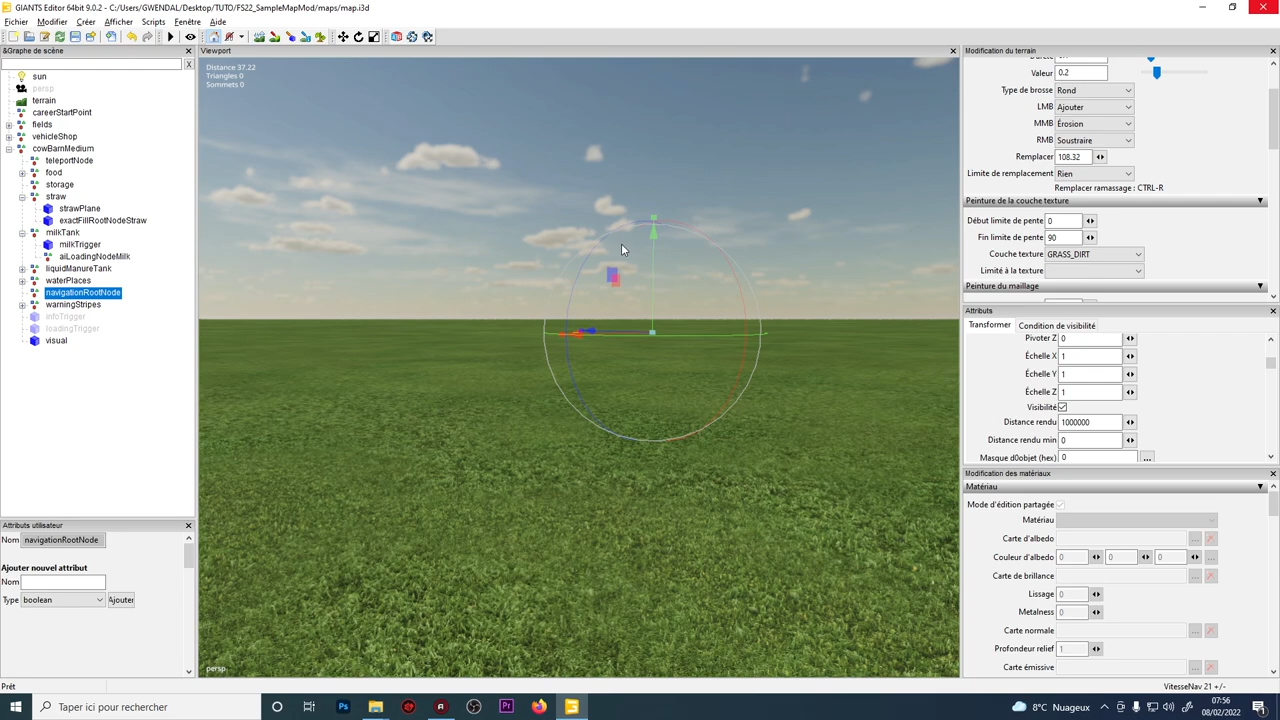 GIANTS Editor 64bit 9.0.2 - C:/Users/GWENDAL/Desktop/TUTO/FS22_SampleMapMod/maps/map.i3d
Fichier Modifier Créer Afficher Scripts Fenêtre Aide
&Graphe de scène
X
sun
persp
terrain
careerStartPoint
fields
vehicleShop
cowBarnMedium
teleportNode
food
storage
straw
strawPlane
exactFillRootNodeStraw
milkTank
milkTrigger
aiLoadingNodeMilk
liquidManureTank
waterPlaces
navigationRootNode
warningStripes
infoTrigger
loadingTrigger
visual
Attributs utilisateur
Nom navigationRootNode
Ajouter nouvel attribut
Nom
Type boolean Ajouter
Viewport
Distance 37.22
Triangles 0
Sommets 0
persp
Modification du terrain
Valeur 0.2
Type de brosse Rond
LMB Ajouter
MMB Érosion
RMB Soustraire
Remplacer 108.32
Limite de remplacement Rien
Remplacer ramassage : CTRL-R
Peinture de la couche texture
Début limite de pente 0
Fin limite de pente 90
Couche texture GRASS_DIRT
Limité à la texture
Peinture du maillage
Attributs
Transformer Condition de visibilité
Pivoter Z 0
Échelle X 1
Échelle Y 1
Échelle Z 1
Visibilité
Distance rendu 1000000
Distance rendu min 0
Masque d0objet (hex) 0 ...
Modification des matériaux
Matériau
Mode d'édition partagée
Matériau
Carte d'albedo ...
Couleur d'albedo 0 0 0 ...
Carte de brillance ...
Lissage 0
Metalness 0
Carte normale ...
Profondeur relief 1
Carte émissive ...
Prêt
VitesseNav 21 +/-
Taper ici pour rechercher
Ps
Pr
8°C Nuageux
07:56
08/02/2022